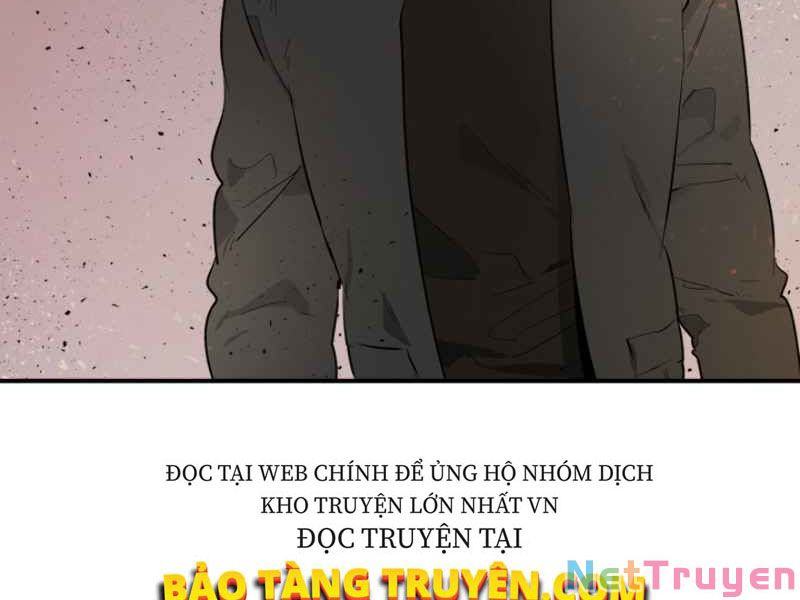 ĐỌC TẠI WEB CHÍNH ĐỂ ỦNG HỘ NHÓM DỊCH
KHO TRUYỆN LỚN NHẤT VN
ĐỌC TRUYỆN TẠI
BẢO TÀNG TRUYỆN.COM
NetTruyen